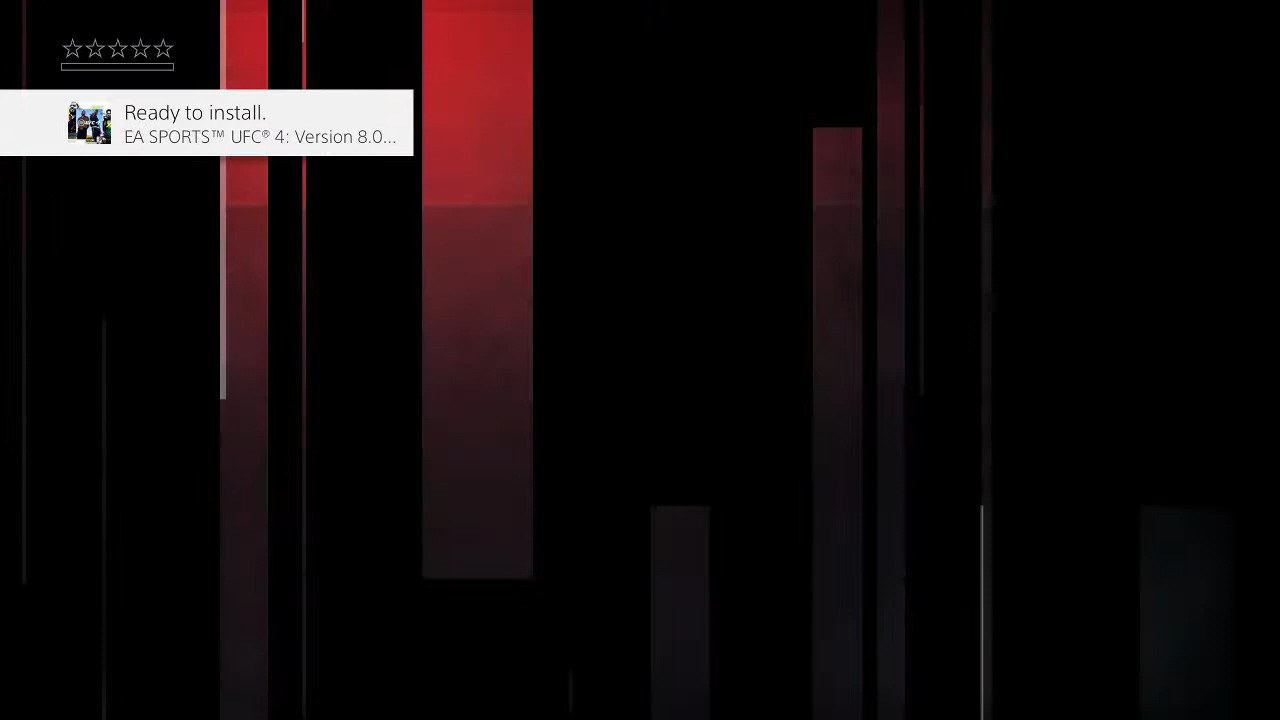 Ready to install.
EA SPORTS™ UFC® 4: Version 8.0...